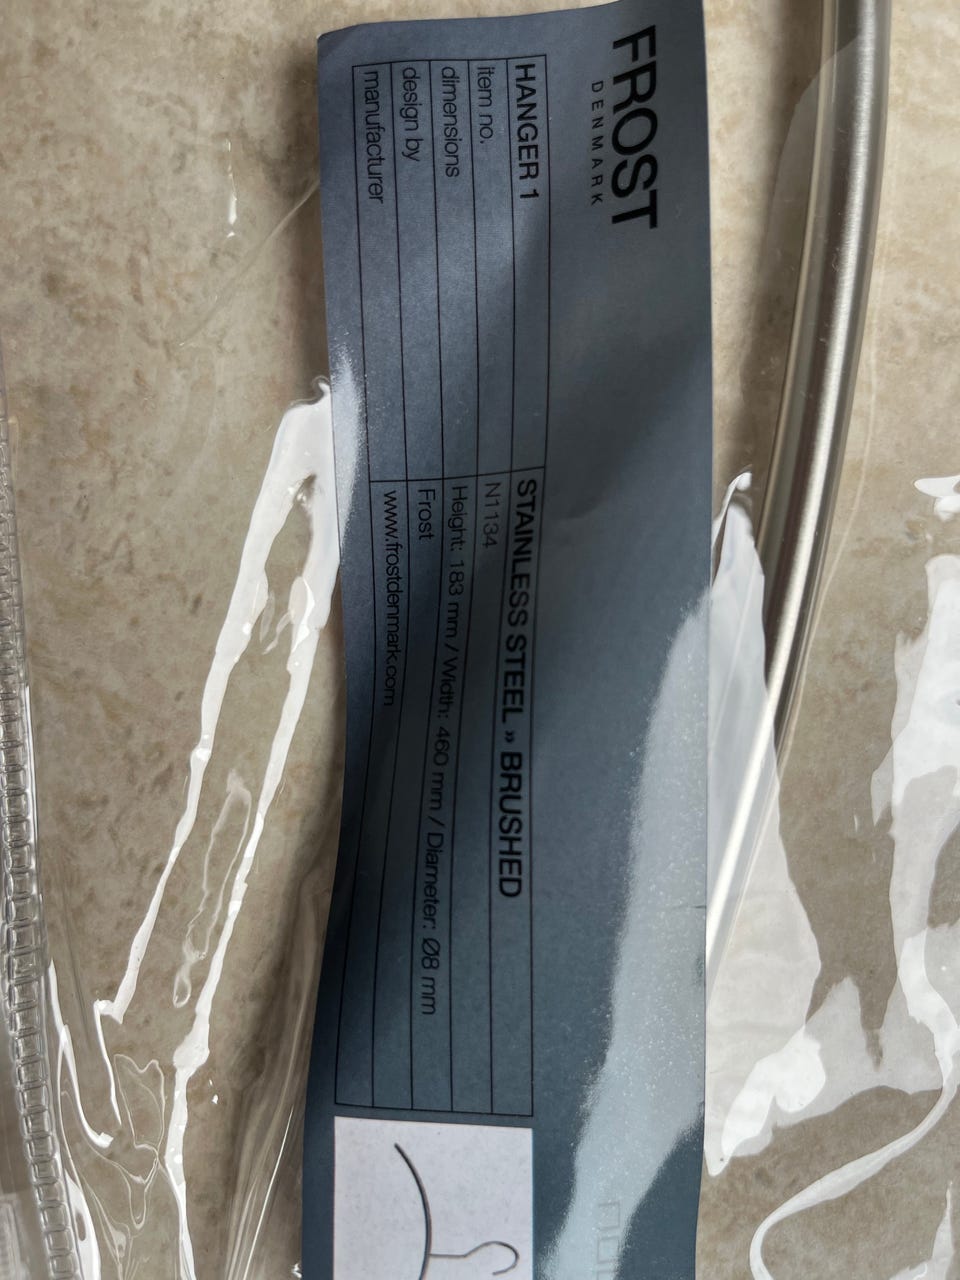 FROST
DENMARK
HANGER 1 STAINLESS STEEL » BRUSHED
item no. N1134
dimensions Height: 183 mm / Width: 460 mm / Diameter: Ø8 mm
design by Frost
manufacturer www.frostdenmark.com